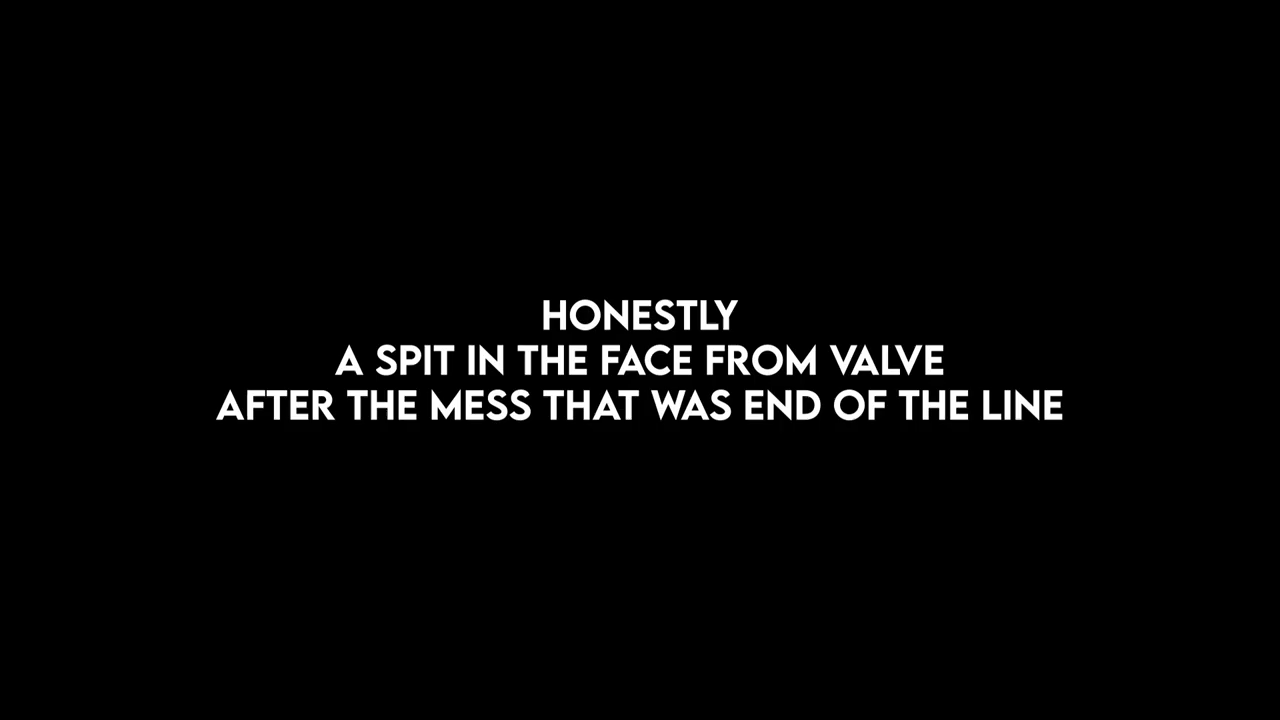 HONESTLY
A SPIT IN THE FACE FROM VALVE
AFTER THE MESS THAT WAS END OF THE LINE